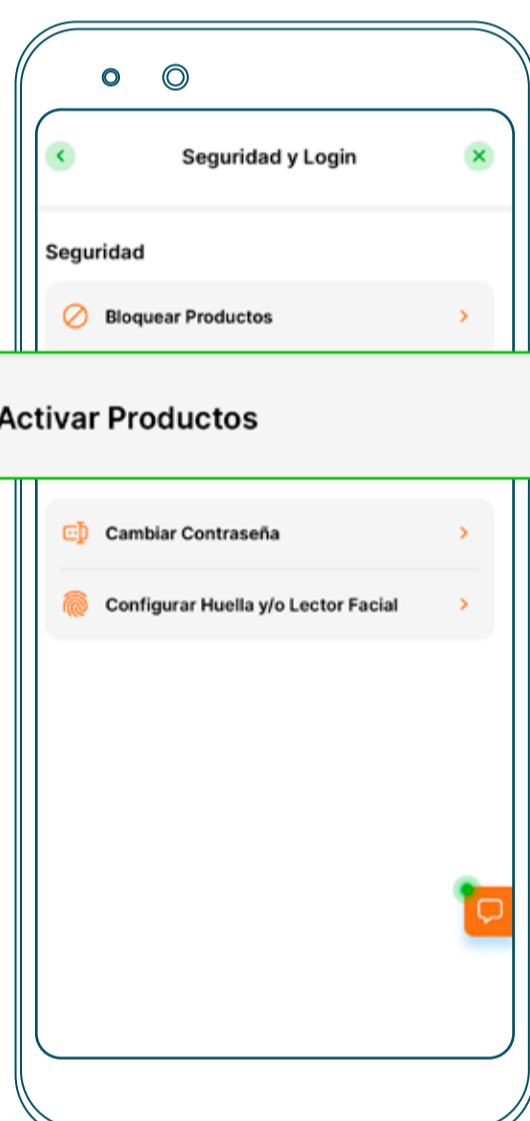 Seguridad y Login
Seguridad
Bloquear Productos
Activar Productos
Cambiar Contraseña
Configurar Huella y/o Lector Facial